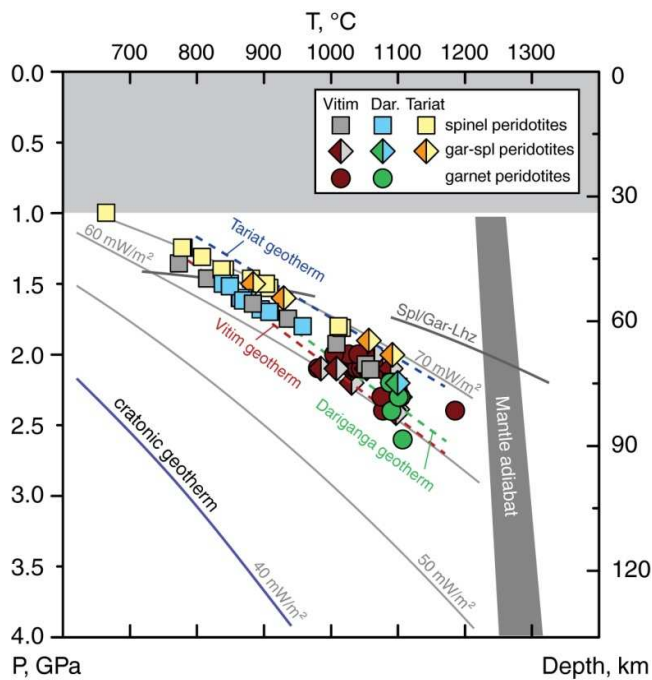 T, °C
700 800 900 1000 1100 1200 1300
Vitim Dar. Tariat
spinel peridotites
gar-spl peridotites
garnet peridotites
0.0
0.5
1.0
1.5
2.0
2.5
3.0
3.5
4.0
0
30
60
90
120
60 mW/m²
Tariat geotherm
Spl/Gar-Lhz
70 mW/m²
Vitim geotherm
Dariganga geotherm
Mantle adiabat
cratonic geotherm
40 mW/m²
50 mW/m²
P, GPa
Depth, km